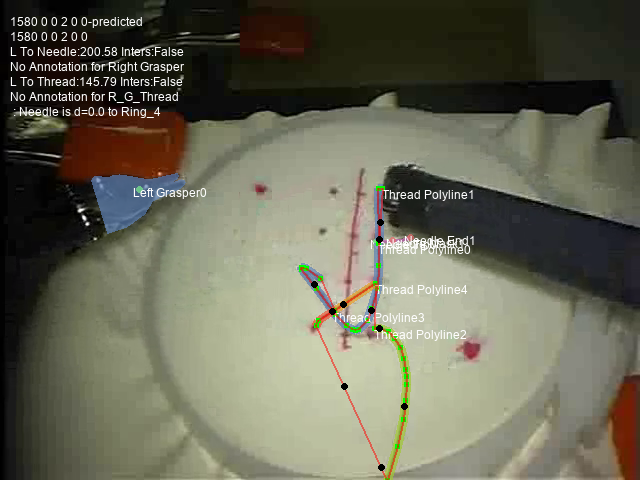 1580 0 0 2 0 0-predicted
1580 0 0 2 0 0
L To Needle:200.58 Inters:False
No Annotation for Right Grasper
L To Thread:145.79 Inters:False
No Annotation for R_G_Thread
: Needle is d=0.0 to Ring_4
Left Grasper0
Thread Polyline1
Needle End1
Thread Polyline0
Thread Polyline4
Thread Polyline3
Thread Polyline2